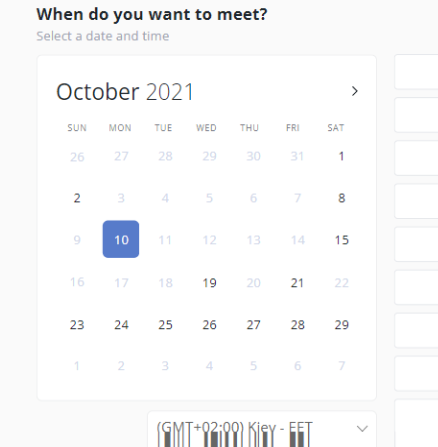 When do you want to meet?
Select a date and time
October 2021
SUN MON TUE WED THU FRI SAT
26 27 28 29 30 31 1
2 3 4 5 6 7 8
9 10 11 12 13 14 15
16 17 18 19 20 21 22
23 24 25 26 27 28 29
1 2 3 4 5 6 7
(GMT+02:00) Kiev - EET